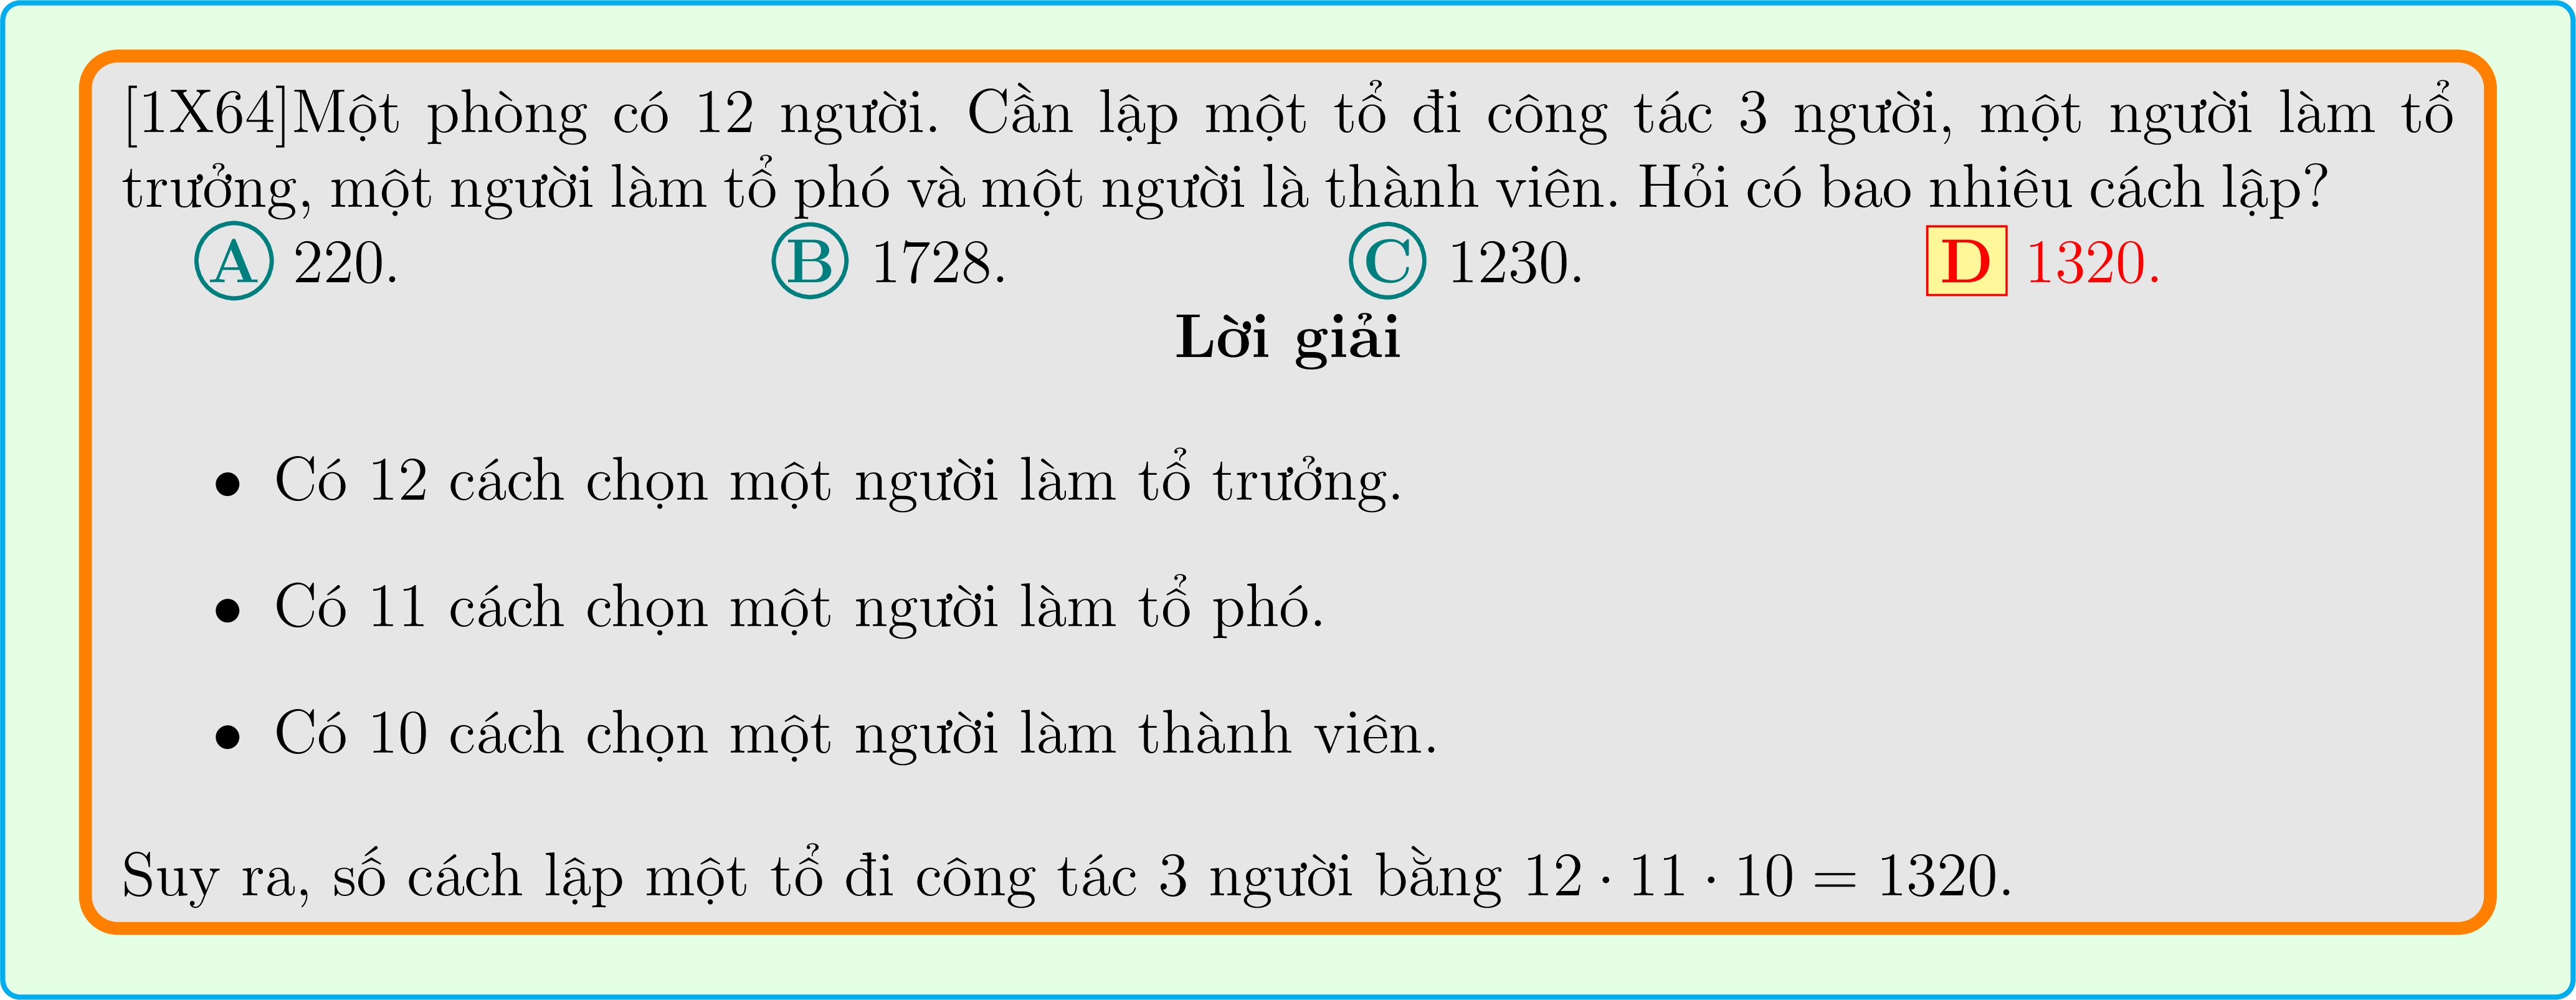 [1X64]Một phòng có 12 người. Cần lập một tổ đi công tác 3 người, một người làm tổ
trưởng, một người làm tổ phó và một người là thành viên. Hỏi có bao nhiêu cách lập?
A 220. B 1728. C 1230. D 1320.
Lời giải
• Có 12 cách chọn một người làm tổ trưởng.
• Có 11 cách chọn một người làm tổ phó.
• Có 10 cách chọn một người làm thành viên.
Suy ra, số cách lập một tổ đi công tác 3 người bằng 12 · 11 · 10 = 1320.